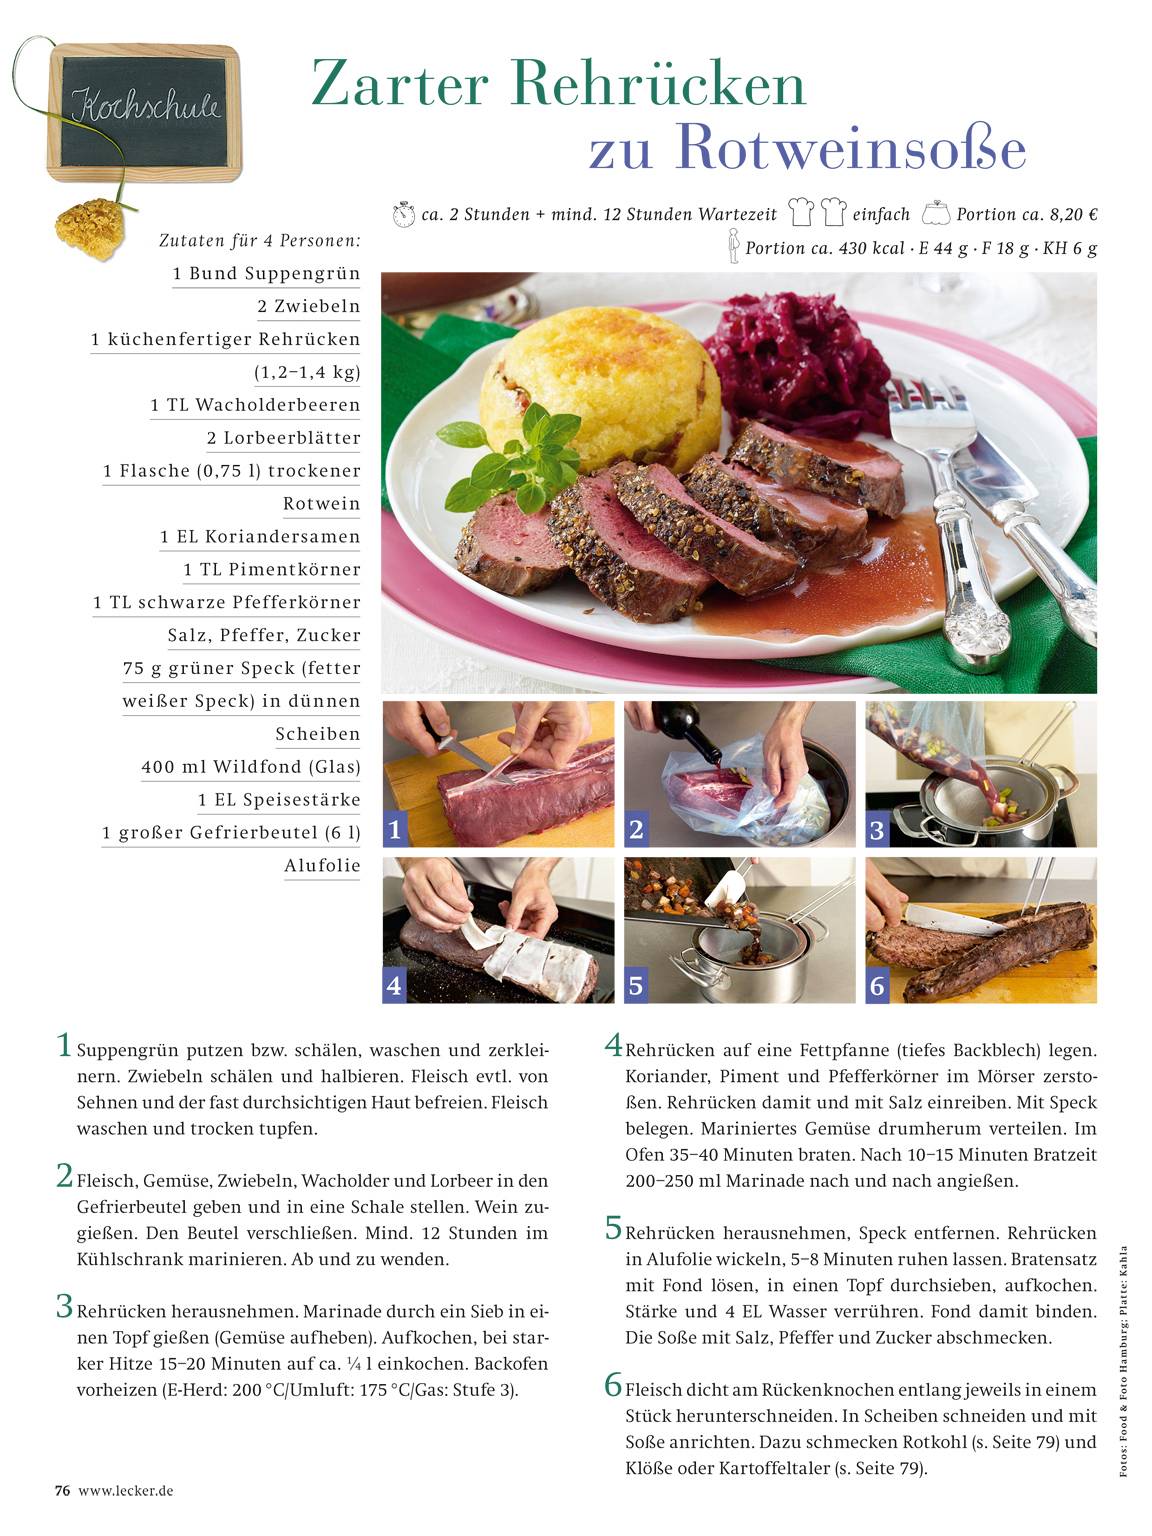 Kochschule
Zarter Rehrücken
zu Rotweinsoße
ca. 2 Stunden + mind. 12 Stunden Wartezeit einfach Portion ca. 8,20 €
Portion ca. 430 kcal · E 44 g · F 18 g · KH 6 g
Zutaten für 4 Personen:
1 Bund Suppengrün
2 Zwiebeln
1 küchenfertiger Rehrücken
(1,2–1,4 kg)
1 TL Wacholderbeeren
2 Lorbeerblätter
1 Flasche (0,75 l) trockener
Rotwein
1 EL Koriandersamen
1 TL Pimentkörner
1 TL schwarze Pfefferkörner
Salz, Pfeffer, Zucker
75 g grüner Speck (fetter
weißer Speck) in dünnen
Scheiben
400 ml Wildfond (Glas)
1 EL Speisestärke
1 großer Gefrierbeutel (6 l)
Alufolie
1
2
3
4
5
6
1 Suppengrün putzen bzw. schälen, waschen und zerklei-
nern. Zwiebeln schälen und halbieren. Fleisch evtl. von
Sehnen und der fast durchsichtigen Haut befreien. Fleisch
waschen und trocken tupfen.
2 Fleisch, Gemüse, Zwiebeln, Wacholder und Lorbeer in den
Gefrierbeutel geben und in eine Schale stellen. Wein zu-
gießen. Den Beutel verschließen. Mind. 12 Stunden im
Kühlschrank marinieren. Ab und zu wenden.
3 Rehrücken herausnehmen. Marinade durch ein Sieb in ei-
nen Topf gießen (Gemüse aufheben). Aufkochen, bei star-
ker Hitze 15–20 Minuten auf ca. ¼ l einkochen. Backofen
vorheizen (E-Herd: 200 °C/Umluft: 175 °C/Gas: Stufe 3).
4 Rehrücken auf eine Fettpfanne (tiefes Backblech) legen.
Koriander, Piment und Pfefferkörner im Mörser zersto-
ßen. Rehrücken damit und mit Salz einreiben. Mit Speck
belegen. Mariniertes Gemüse drumherum verteilen. Im
Ofen 35–40 Minuten braten. Nach 10–15 Minuten Bratzeit
200–250 ml Marinade nach und nach angießen.
5 Rehrücken herausnehmen, Speck entfernen. Rehrücken
in Alufolie wickeln, 5–8 Minuten ruhen lassen. Bratensatz
mit Fond lösen, in einen Topf durchsieben, aufkochen.
Stärke und 4 EL Wasser verrühren. Fond damit binden.
Die Soße mit Salz, Pfeffer und Zucker abschmecken.
6 Fleisch dicht am Rückenknochen entlang jeweils in einem
Stück herunterschneiden. In Scheiben schneiden und mit
Soße anrichten. Dazu schmecken Rotkohl (s. Seite 79) und
Klöße oder Kartoffeltaler (s. Seite 79).
Fotos: Food & Foto Hamburg; Platte: Kahla
76 www.lecker.de